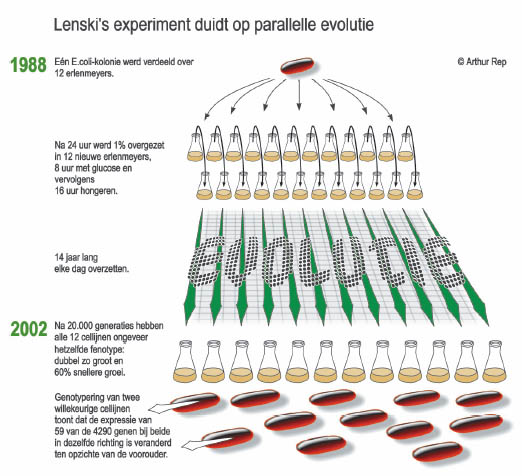 Lenski's experiment duidt op parallelle evolutie
1988
Eén E.coli-kolonie werd verdeeld over
12 erlenmeyers.
© Arthur Rep
Na 24 uur werd 1% overgezet
in 12 nieuwe erlenmeyers,
8 uur met glucose en
vervolgens
16 uur hongeren.
14 jaar lang
elke dag overzetten.
evolutie
2002
Na 20.000 generaties hebben
alle 12 cellijnen ongeveer
hetzelfde fenotype:
dubbel zo groot en
60% snellere groei.
Genotypering van twee
willekeurige cellijnen
toont dat de expressie van
59 van de 4290 genen bij beide
in dezelfde richting is veranderd
ten opzichte van de voorouder.